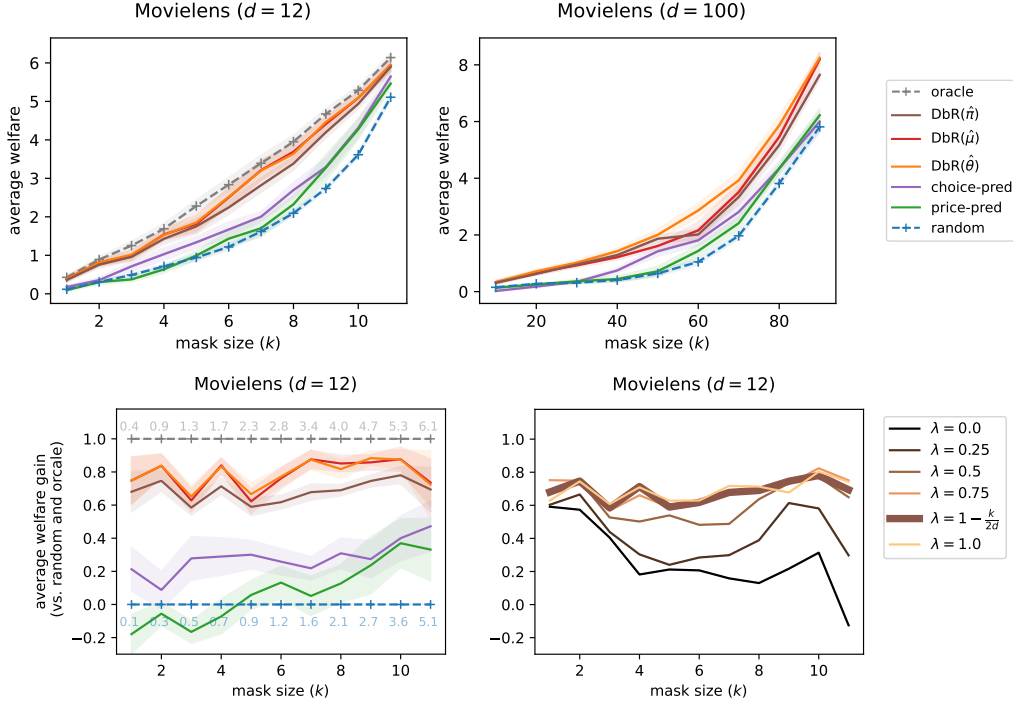 Movielens (d = 12)
Movielens (d = 100)
average welfare
6
5
4
3
2
1
0
2
4
6
8
10
mask size (k)
8
6
4
2
0
20
40
60
80
mask size (k)
oracle
DbR(π̂)
DbR(μ̂)
DbR(θ̂)
choice-pred
price-pred
random
Movielens (d = 12)
Movielens (d = 12)
average welfare gain
(vs. random and orcale)
1.0
0.8
0.6
0.4
0.2
0.0
−0.2
0.4 0.9 1.3 1.7 2.3 2.8 3.4 4.0 4.7 5.3 6.1
0.1 0.3 0.5 0.7 0.9 1.2 1.6 2.1 2.7 3.6 5.1
2
4
6
8
10
mask size (k)
1.0
0.8
0.6
0.4
0.2
0.0
−0.2
2
4
6
8
10
mask size (k)
λ = 0.0
λ = 0.25
λ = 0.5
λ = 0.75
λ = 1 − k/2d
λ = 1.0